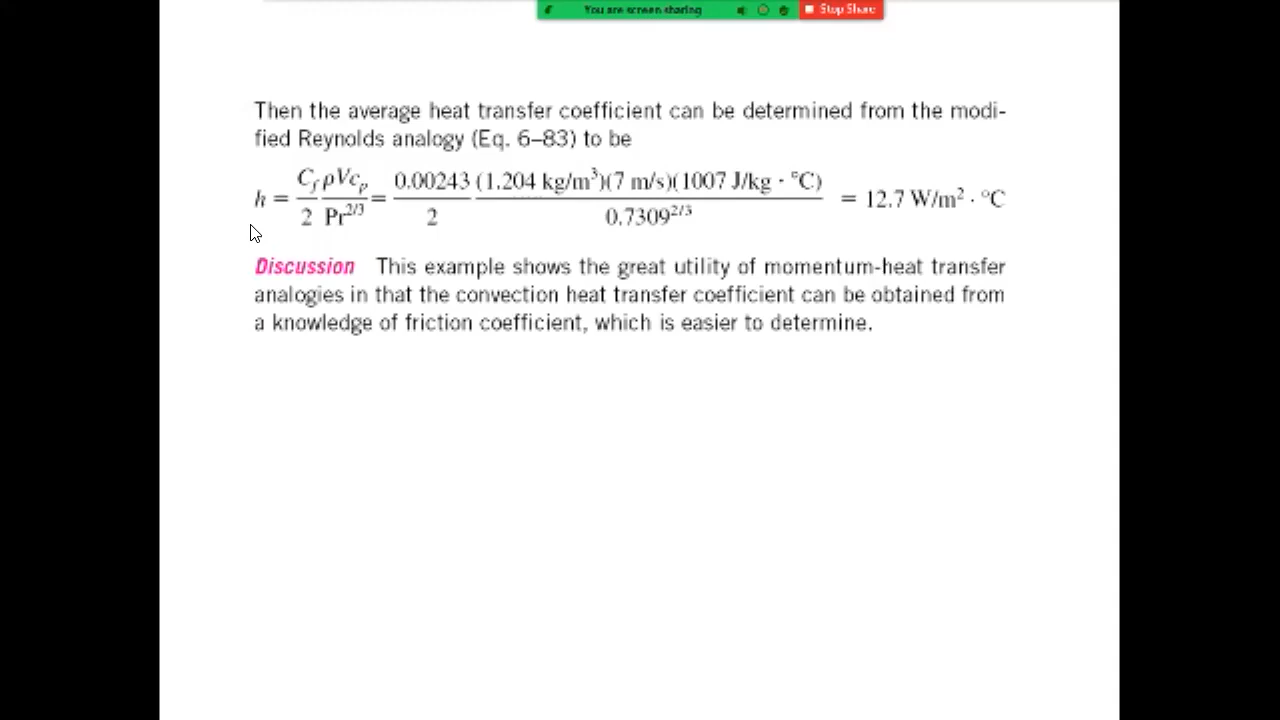 You are screen sharing Stop Share
Then the average heat transfer coefficient can be determined from the modi-
fied Reynolds analogy (Eq. 6–83) to be
h = C_f/2 ρVc_p/Pr^2/3 = 0.00243/2 (1.204 kg/m³)(7 m/s)(1007 J/kg · °C)/0.7309^2/3 = 12.7 W/m² · °C
Discussion This example shows the great utility of momentum-heat transfer
analogies in that the convection heat transfer coefficient can be obtained from
a knowledge of friction coefficient, which is easier to determine.